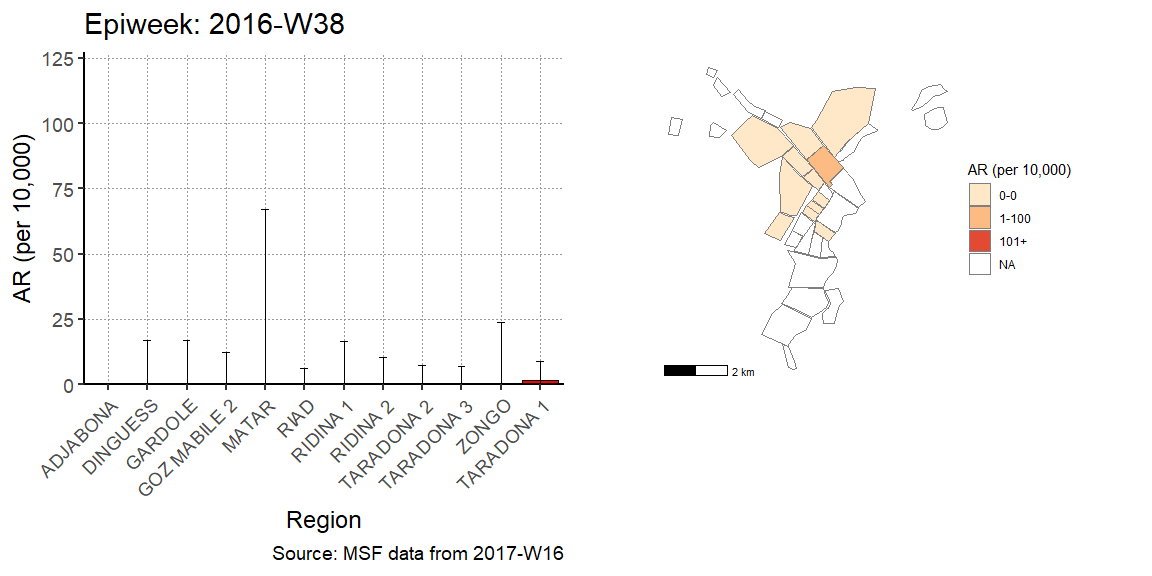 Epiweek: 2016-W38
AR (per 10,000)
125
100
75
50
25
0
ADJABONA
DINGUESS
GARDOLE
GOZ MABILE 2
MATAR
RIAD
RIDINA 1
RIDINA 2
TARADONA 2
TARADONA 3
ZONGO
TARADONA 1
Region
Source: MSF data from 2017-W16
AR (per 10,000)
0-0
1-100
101+
NA
2 km